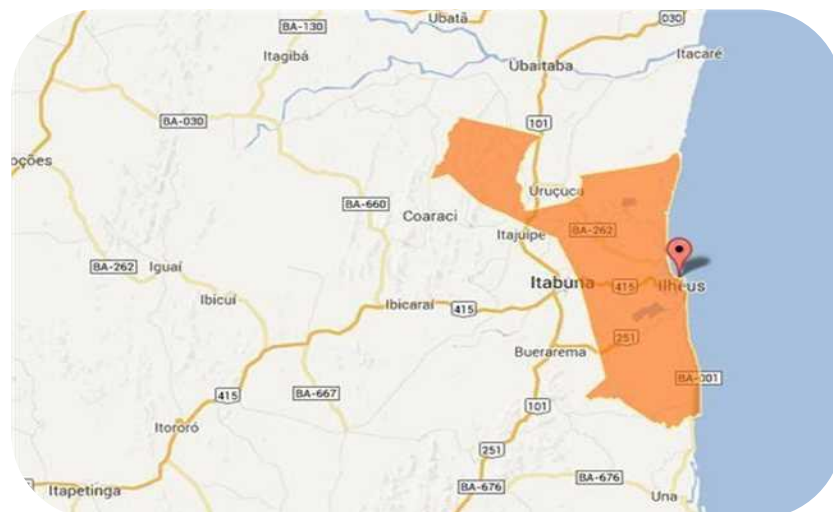 Ubatã
BA-130
030
Itagibá
Ubaitaba
Itacaré
BA-030
101
oções
Uruçuca
BA-660
Coaraci
Itajuípe
BA-262
BA-262
Iguaí
Itabuna
415
Ilhéus
Ibicuí
Ibicaraí
415
251
Buerarema
BA-001
415
BA-667
101
Itororó
251
BA-676
Itapetinga
BA-676
Una